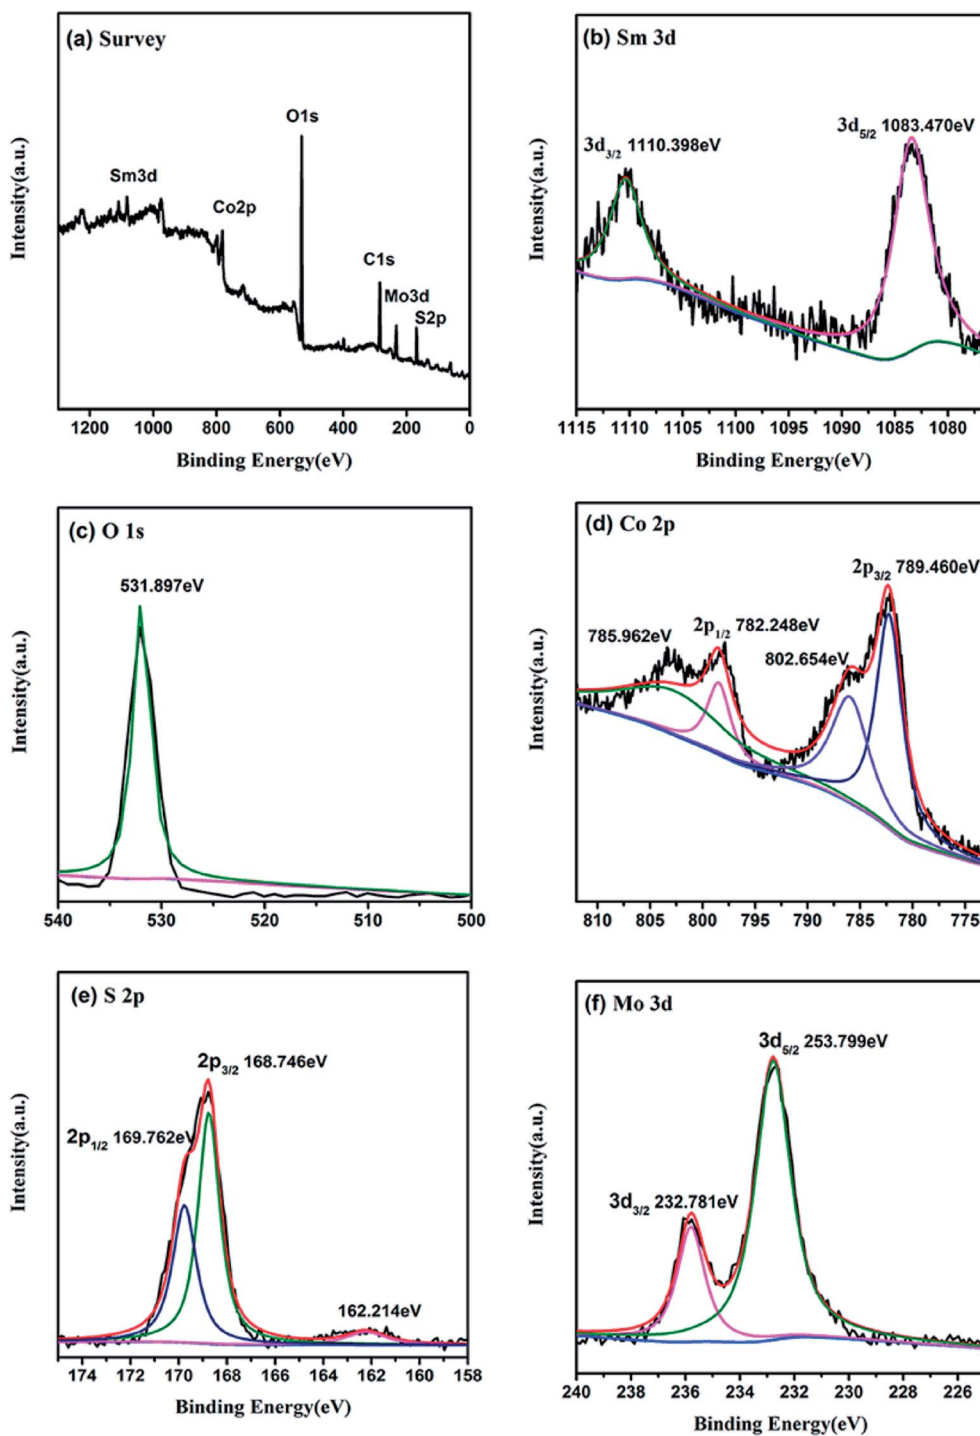 (a) Survey
O1s
Sm3d
Co2p
C1s
Mo3d
S2p
Intensity(a.u.)
1200 1000 800 600 400 200 0
Binding Energy(eV)
(b) Sm 3d
3d5/2 1083.470eV
3d3/2 1110.398eV
Intensity(a.u.)
1115 1110 1105 1100 1095 1090 1085 1080
Binding Energy(eV)
(c) O 1s
531.897eV
Intensity(a.u.)
540 530 520 510 500
Binding Energy(eV)
(d) Co 2p
2p3/2 789.460eV
2p1/2 782.248eV
785.962eV
802.654eV
Intensity(a.u.)
810 805 800 795 790 785 780 775
Binding Energy(eV)
(e) S 2p
2p3/2 168.746eV
2p1/2 169.762eV
162.214eV
Intensity(a.u.)
174 172 170 168 166 164 162 160 158
Binding Energy(eV)
(f) Mo 3d
3d5/2 253.799eV
3d3/2 232.781eV
Intensity(a.u.)
240 238 236 234 232 230 228 226
Binding Energy(eV)